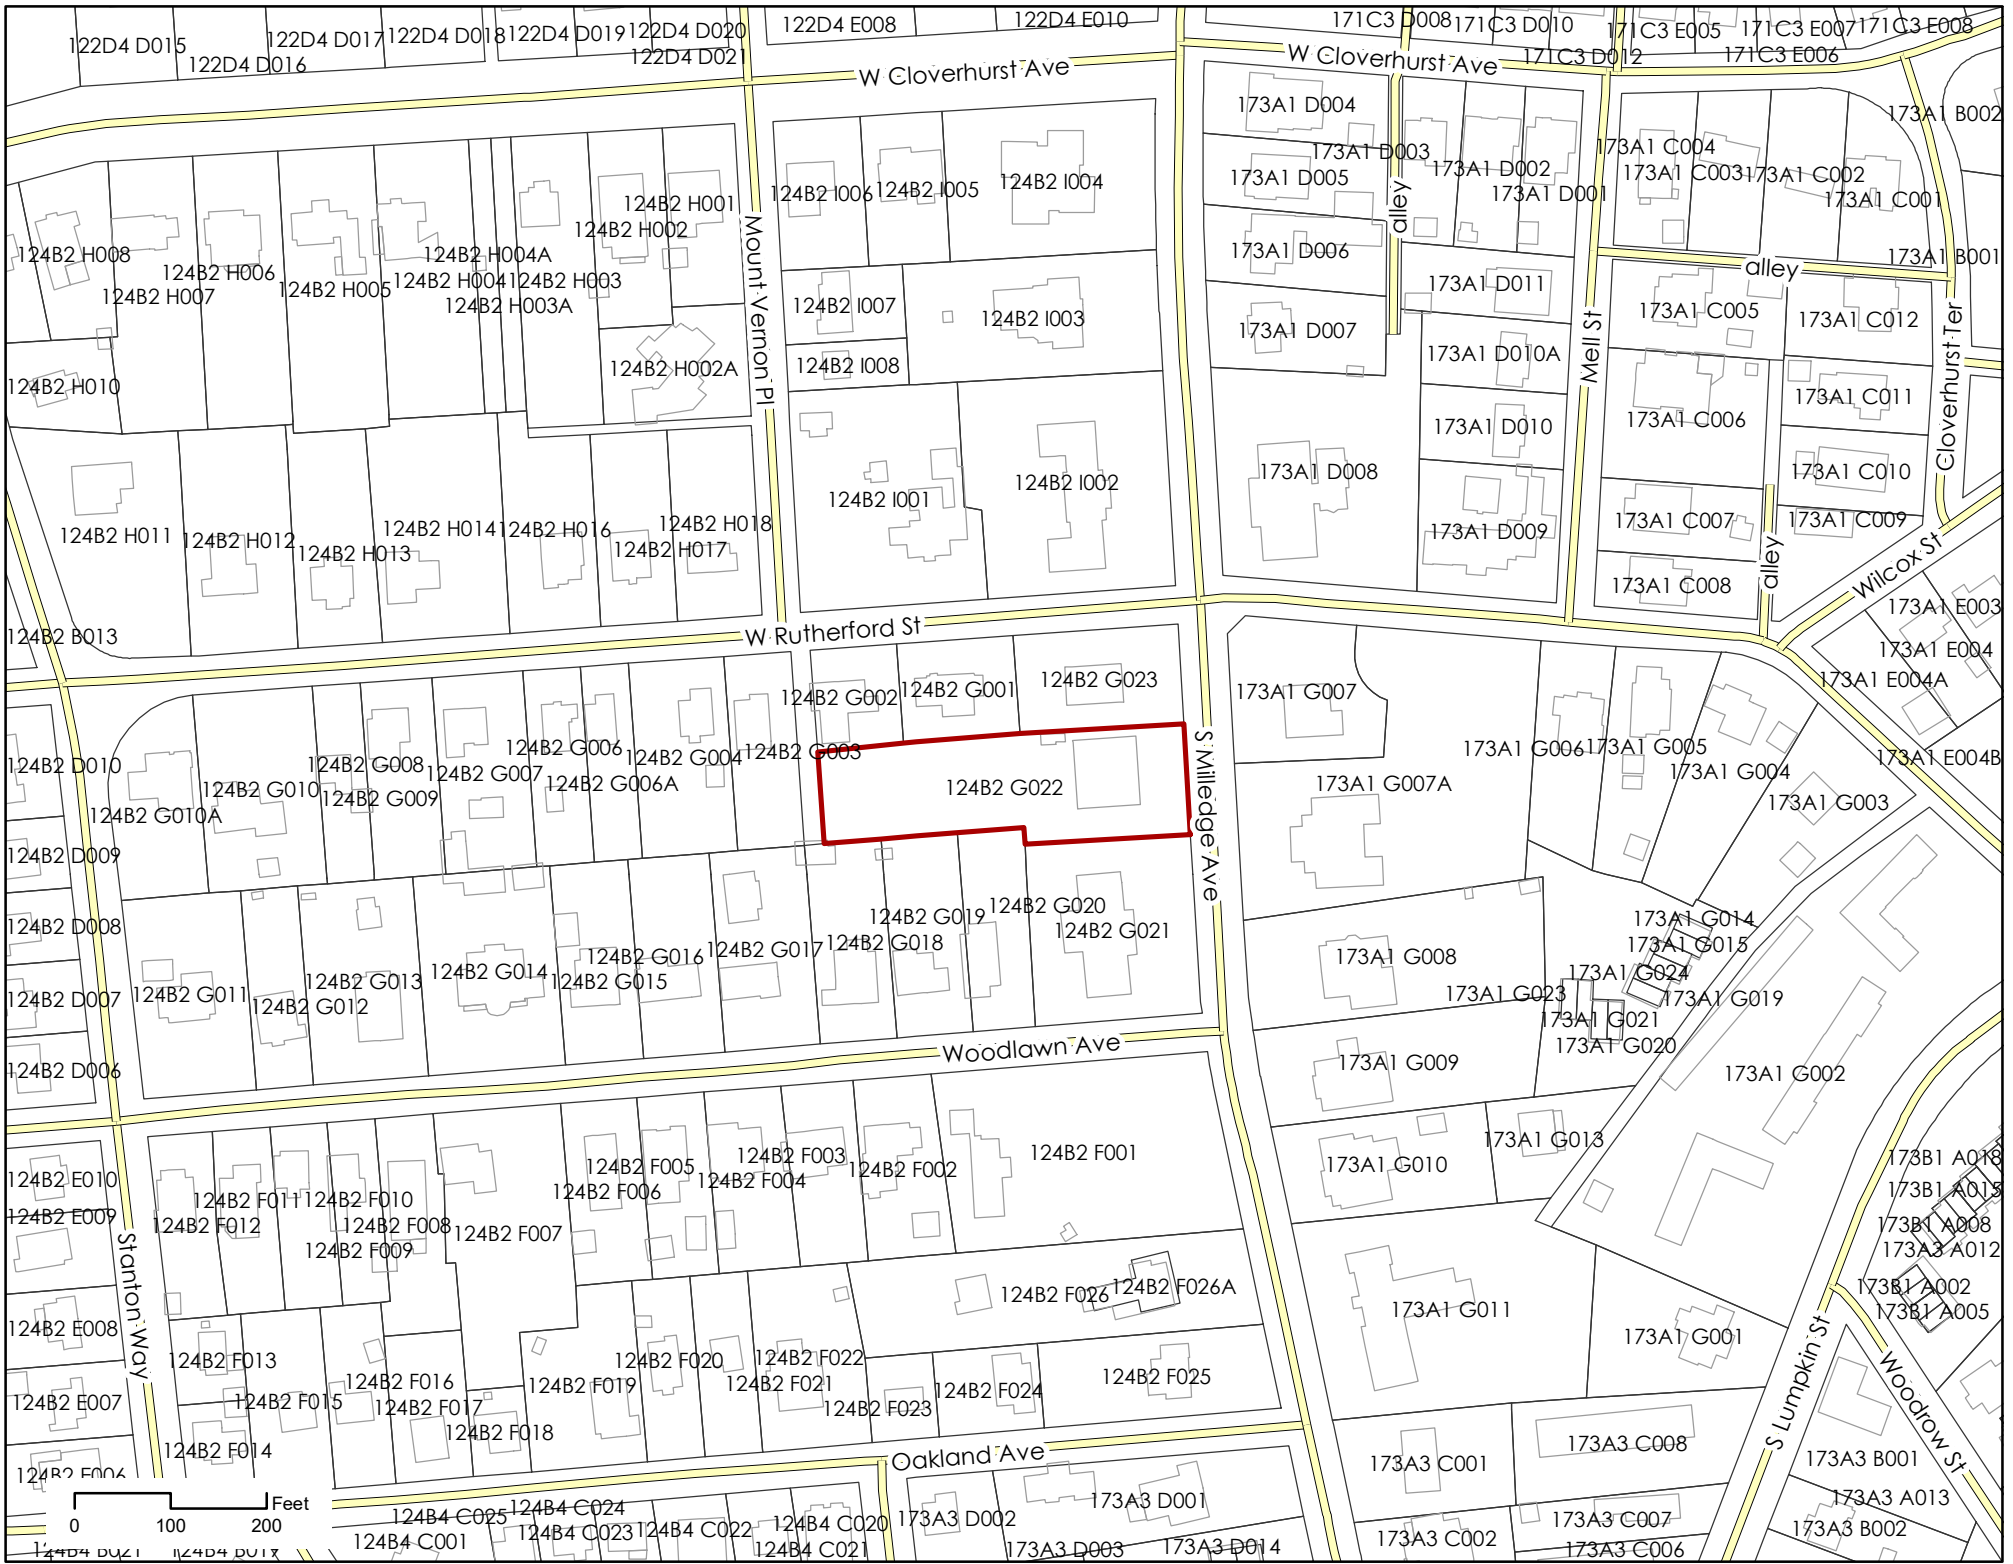 122D4 D015
122D4 D016
122D4 D017
122D4 D018
122D4 D019
122D4 D020
122D4 D021
122D4 E008
122D4 E010
171C3 D008
171C3 D010
171C3 D012
171C3 E005
171C3 E007
171C3 E006
171C3 E008
W Cloverhurst Ave
W Cloverhurst Ave
173A1 D004
173A1 D003
173A1 D005
173A1 D002
173A1 D001
173A1 C004
173A1 C003
173A1 C002
173A1 C001
173A1 B002
173A1 B001
124B2 H008
124B2 H007
124B2 H006
124B2 H005
124B2 H004A
124B2 H004
124B2 H003
124B2 H003A
124B2 H002
124B2 H001
124B2 H002A
124B2 H010
Mount Vernon Pl
124B2 I006
124B2 I005
124B2 I004
124B2 I007
124B2 I003
124B2 I008
173A1 D006
173A1 D007
alley
173A1 D011
173A1 D010A
173A1 D010
173A1 D009
173A1 D008
Mell St
alley
173A1 C005
173A1 C012
173A1 C006
173A1 C011
173A1 C010
173A1 C007
173A1 C009
173A1 C008
alley
Cloverhurst Ter
Wilcox St
124B2 H011
124B2 H012
124B2 H013
124B2 H014
124B2 H016
124B2 H017
124B2 H018
124B2 I001
124B2 I002
124B2 B013
W Rutherford St
173A1 E003
173A1 E004
173A1 E004A
173A1 E004B
124B2 G002
124B2 G001
124B2 G023
124B2 D010
124B2 G010A
124B2 G010
124B2 G008
124B2 G009
124B2 G007
124B2 G006
124B2 G006A
124B2 G004
124B2 G003
124B2 G022
S Milledge Ave
173A1 G007
173A1 G007A
173A1 G006
173A1 G005
173A1 G004
173A1 G003
124B2 D009
124B2 D008
124B2 D007
124B2 D006
124B2 G011
124B2 G012
124B2 G013
124B2 G014
124B2 G015
124B2 G016
124B2 G017
124B2 G018
124B2 G019
124B2 G020
124B2 G021
173A1 G008
173A1 G014
173A1 G015
173A1 G024
173A1 G023
173A1 G019
173A1 G021
173A1 G020
173A1 G009
173A1 G002
Woodlawn Ave
124B2 E010
124B2 E009
124B2 F012
124B2 F011
124B2 F010
124B2 F008
124B2 F009
124B2 F007
124B2 F006
124B2 F005
124B2 F004
124B2 F003
124B2 F002
124B2 F001
173A1 G010
173A1 G013
173B1 A018
173B1 A015
173B1 A008
173A3 A012
173B1 A002
173B1 A005
Stanton Way
124B2 E008
124B2 E007
124B2 E006
124B2 F013
124B2 F014
124B2 F015
124B2 F016
124B2 F017
124B2 F018
124B2 F019
124B2 F020
124B2 F022
124B2 F021
124B2 F023
124B2 F024
124B2 F025
124B2 F026
124B2 F026A
173A1 G011
173A1 G001
S Lumpkin St
Woodrow St
Oakland Ave
173A3 C001
173A3 C008
173A3 B001
173A3 A013
173A3 B002
173A3 C007
173A3 C002
173A3 C006
Feet
0 100 200
124B4 B021
124B4 B019
124B4 C001
124B4 C025
124B4 C024
124B4 C023
124B4 C022
124B4 C020
124B4 C021
173A3 D002
173A3 D001
173A3 D003
173A3 D014